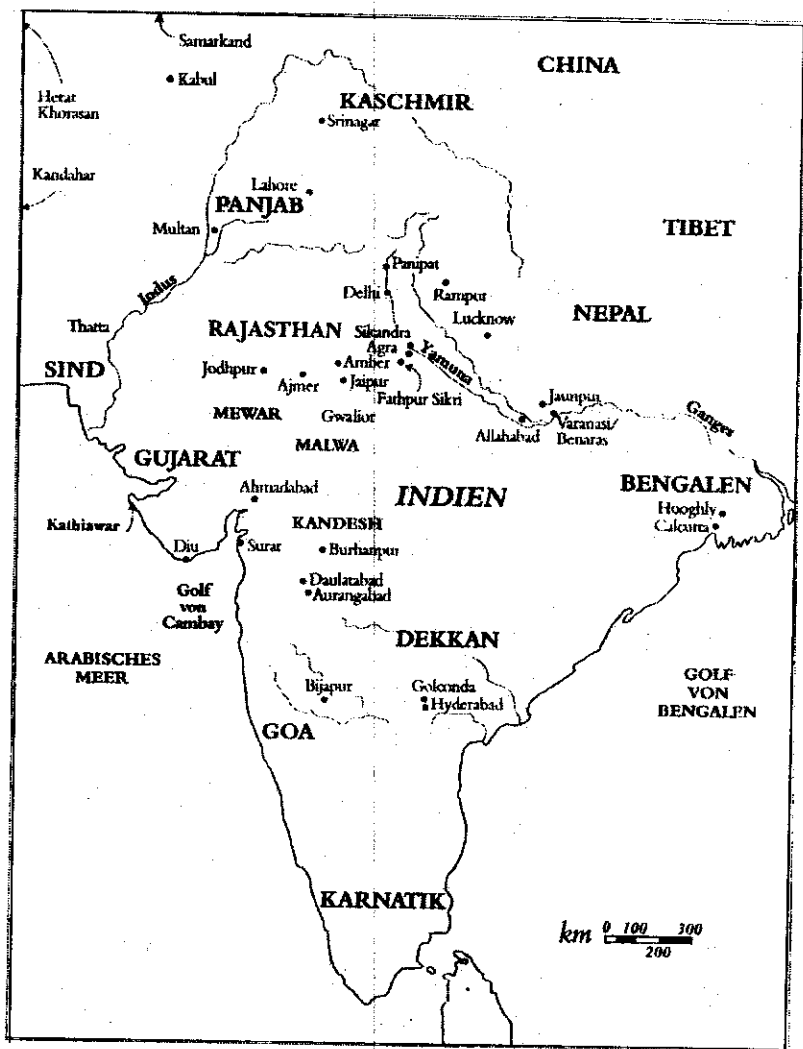 Samarkand
CHINA
Kabul
Herat
Khorasan
KASCHMIR
Srinagar
Kandahar
Lahore
PANJAB
Multan
TIBET
Panipat
Indus
Delhi
Rampur
NEPAL
Lucknow
Thatta
RAJASTHAN
Sikandra
Agra
Yamuna
SIND
Jodhpur
Amber
Ajmer
Jaipur
Fathpur Sikri
Jaunpur
MEWAR
Gwalior
Ganges
Varanasi/
Benaras
Allahabad
MALWA
GUJARAT
Ahmadabad
INDIEN
BENGALEN
Hooghly
Calcutta
Kathiawar
KANDESH
Diu
Surat
Burhanpur
Daulatabad
Aurangabad
Golf
von
Cambay
DEKKAN
ARABISCHES
MEER
GOLF
VON
BENGALEN
Bijapur
Golconda
Hyderabad
GOA
KARNATIK
km 0 100 300
200